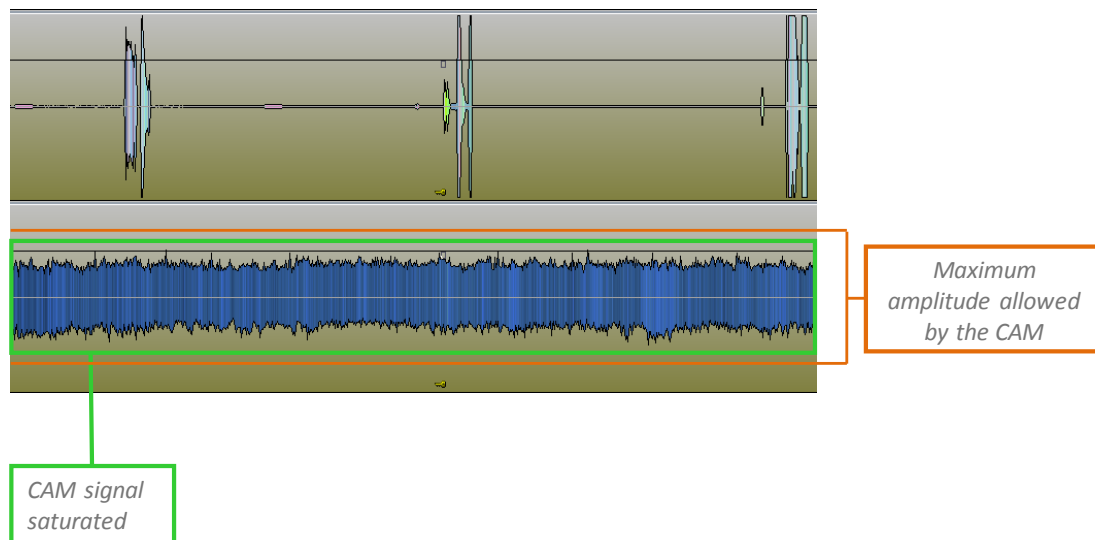 Maximum
amplitude allowed
by the CAM
CAM signal
saturated